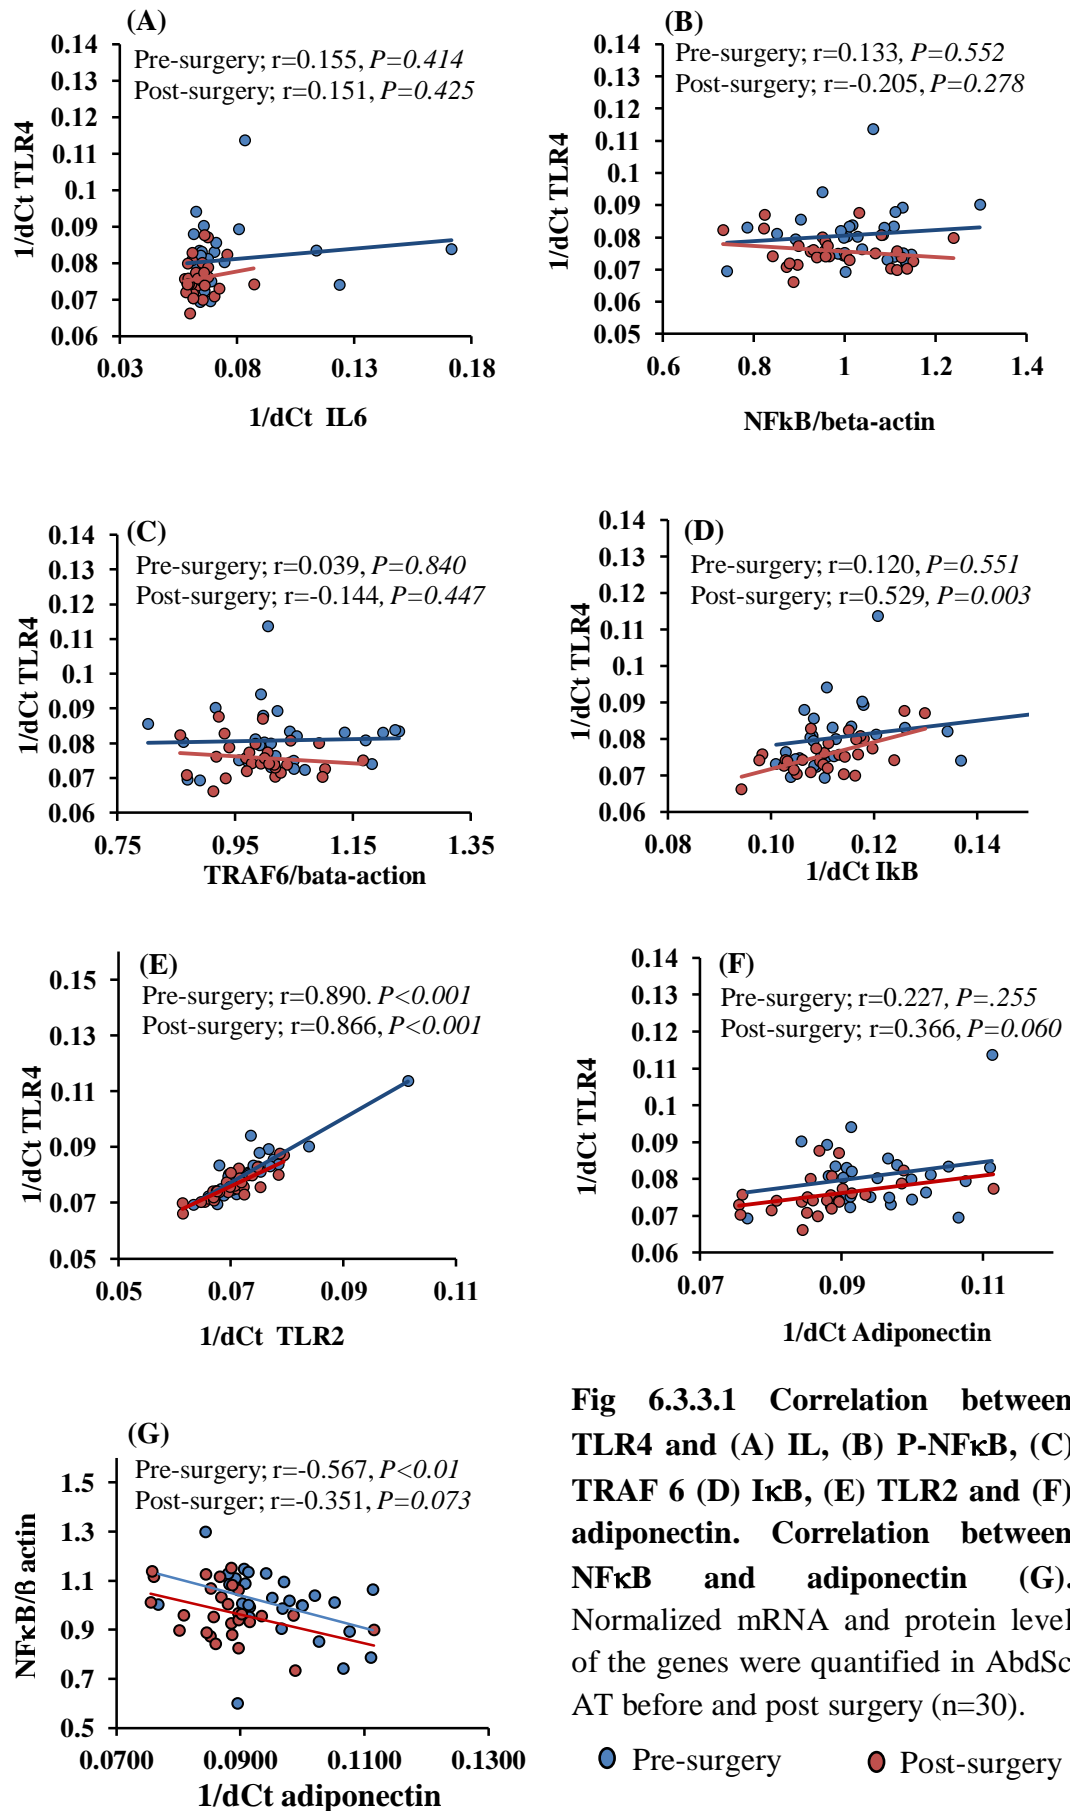 (A)
Pre-surgery; r=0.155, P=0.414
Post-surgery; r=0.151, P=0.425
0.14
0.13
0.12
0.11
0.1
0.09
0.08
0.07
0.06
1/dCt TLR4
0.03 0.08 0.13 0.18
1/dCt IL6
(B)
Pre-surgery; r=0.133, P=0.552
Post-surgery; r=-0.205, P=0.278
0.14
0.13
0.12
0.11
0.10
0.09
0.08
0.07
0.06
0.05
1/dCt TLR4
0.6 0.8 1 1.2 1.4
NFkB/beta-actin
(C)
Pre-surgery; r=0.039, P=0.840
Post-surgery; r=-0.144, P=0.447
0.14
0.13
0.12
0.11
0.1
0.09
0.08
0.07
0.06
1/dCt TLR4
0.75 0.95 1.15 1.35
TRAF6/bata-action
(D)
Pre-surgery; r=0.120, P=0.551
Post-surgery; r=0.529, P=0.003
0.14
0.13
0.12
0.11
0.1
0.09
0.08
0.07
0.06
1/dCt TLR4
0.08 0.10 0.12 0.14
1/dCt IkB
(E)
Pre-surgery; r=0.890. P<0.001
Post-surgery; r=0.866, P<0.001
0.15
0.13
0.11
0.09
0.07
0.05
1/dCt TLR4
0.05 0.07 0.09 0.11
1/dCt TLR2
(F)
Pre-surgery; r=0.227, P=.255
Post-surgery; r=0.366, P=0.060
0.14
0.13
0.12
0.11
0.1
0.09
0.08
0.07
0.06
1/dCt TLR4
0.07 0.09 0.11
1/dCt Adiponectin
(G)
Pre-surgery; r=-0.567, P<0.01
Post-surger; r=-0.351, P=0.073
1.5
1.3
1.1
0.9
0.7
0.5
NFκB/ß actin
0.0700 0.0900 0.1100 0.1300
1/dCt adiponectin
Fig 6.3.3.1 Correlation between
TLR4 and (A) IL, (B) P-NFκB, (C)
TRAF 6 (D) IκB, (E) TLR2 and (F)
adiponectin. Correlation between
NFκB and adiponectin (G).
Normalized mRNA and protein level
of the genes were quantified in AbdSc
AT before and post surgery (n=30).
Pre-surgery Post-surgery